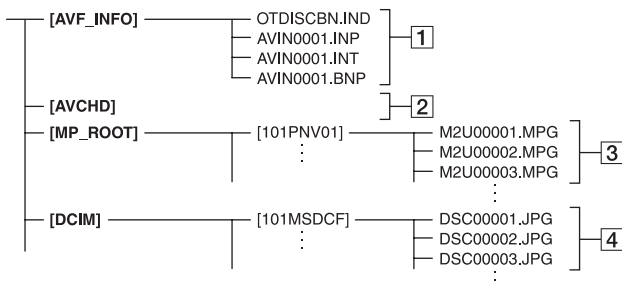 [AVF_INFO] OTDISCBN.IND
AVIN0001.INP 1
AVIN0001.INT
AVIN0001.BNP
[AVCHD] 2
[MP_ROOT] [101PNV01] M2U00001.MPG
M2U00002.MPG 3
M2U00003.MPG
[DCIM] [101MSDCF] DSC00001.JPG
DSC00002.JPG 4
DSC00003.JPG